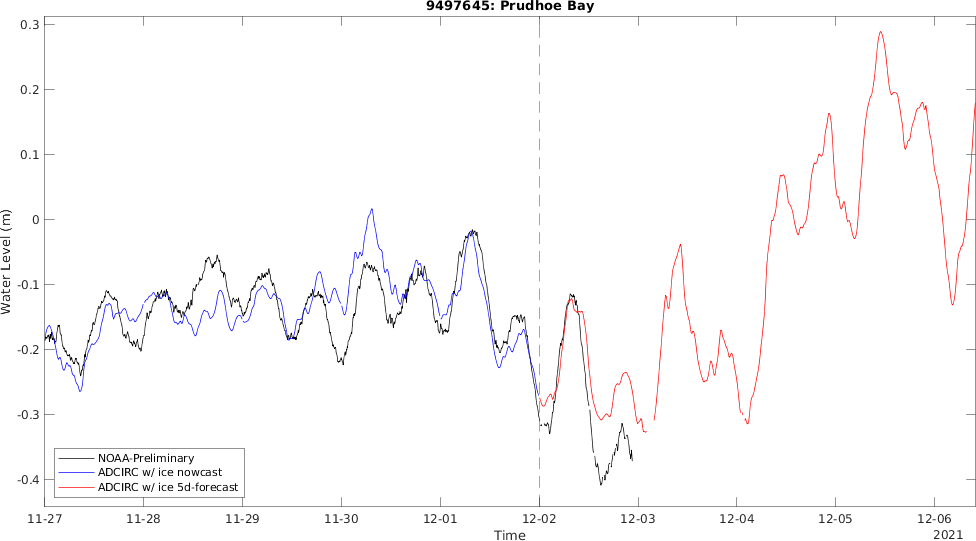 9497645: Prudhoe Bay
0.3
0.2
0.1
0
-0.1
-0.2
-0.3
-0.4
Water Level (m)
NOAA-Preliminary
ADCIRC w/ ice nowcast
ADCIRC w/ ice 5d-forecast
11-27 11-28 11-29 11-30 12-01 12-02 12-03 12-04 12-05 12-06
Time
2021